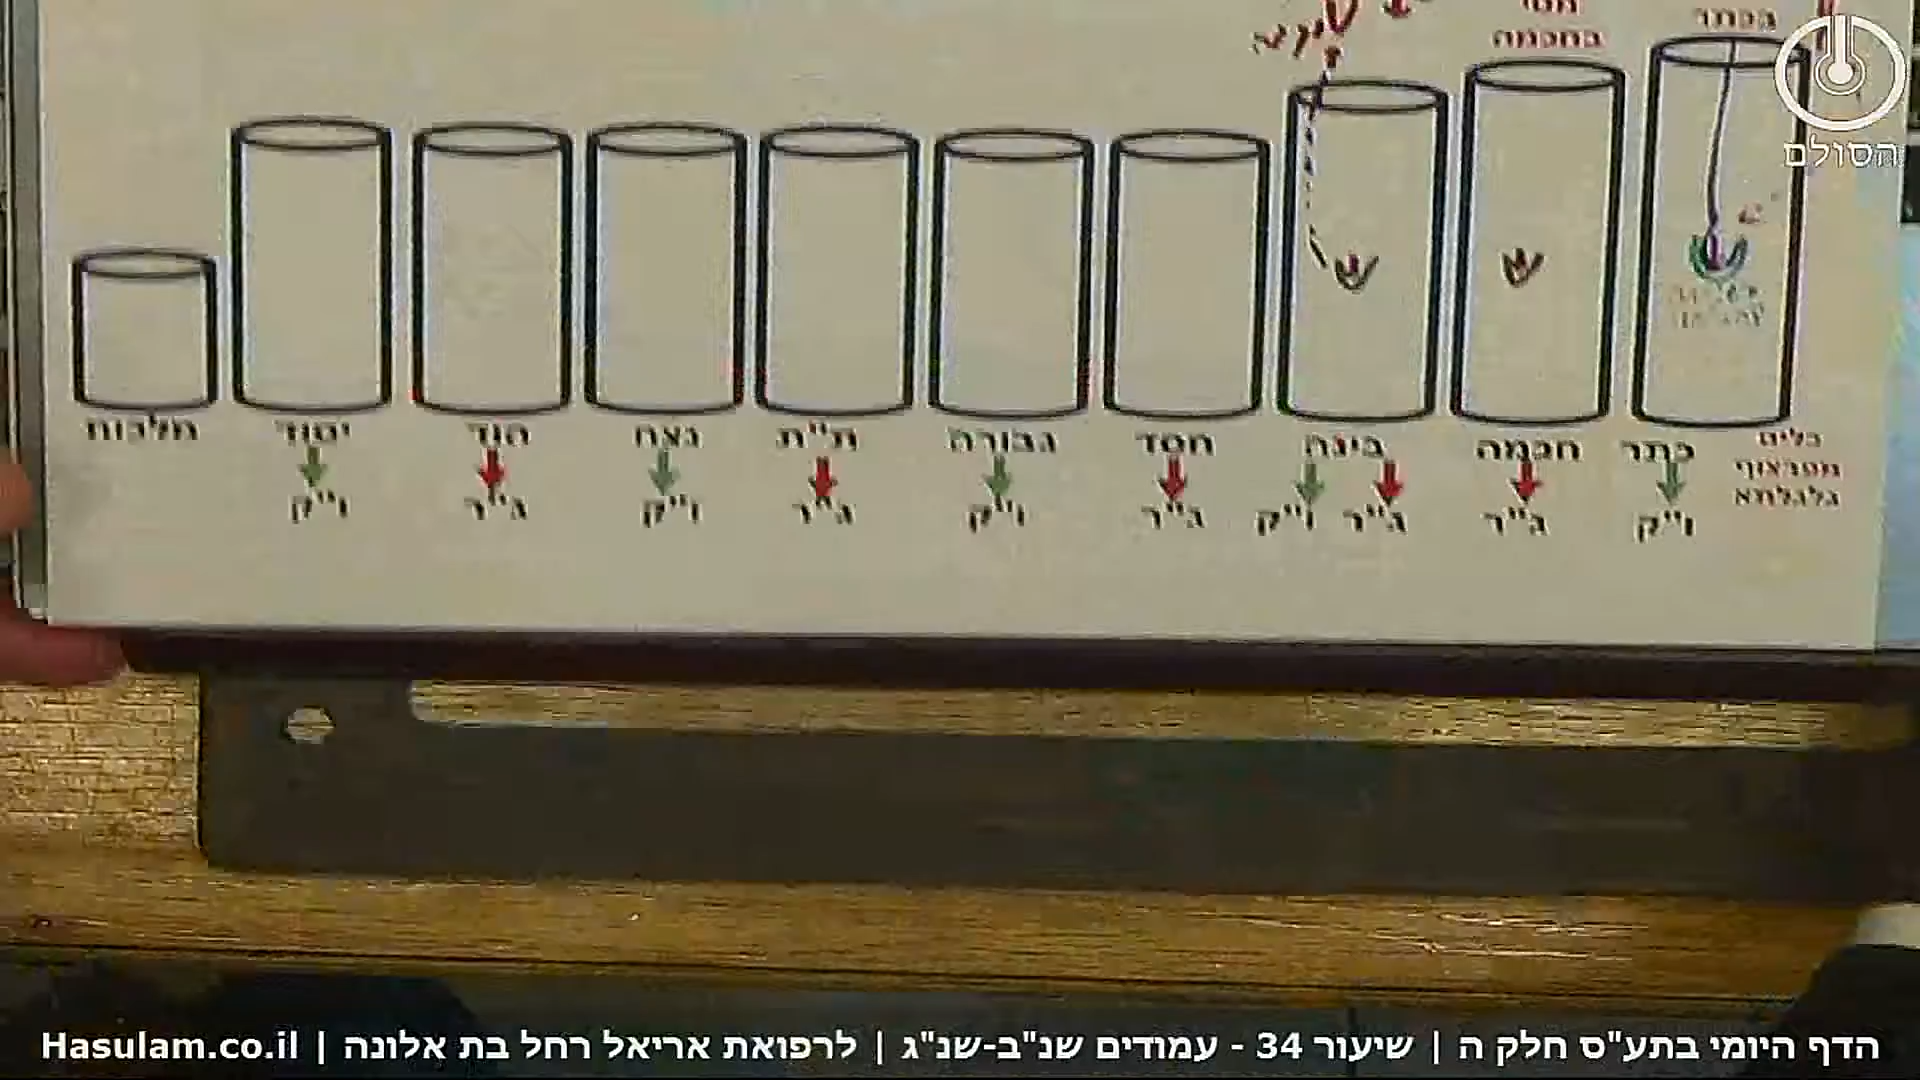 בכתר
מטי
בחכמה
הסולם
כתר חכמה בינה חסד גבורה ת"ת נצח הוד יסוד מלכות
כלים
מפרצוף
גלגלתא
ו"ק ג"ר ג"ר ו"ק ג"ר ו"ק ג"ר ו"ק ג"ר ו"ק
הדף היומי בתע"ס חלק ה | שיעור 34 - עמודים שנ"ב-שנ"ג | לרפואת אריאל רחל בת אלונה | Hasulam.co.il